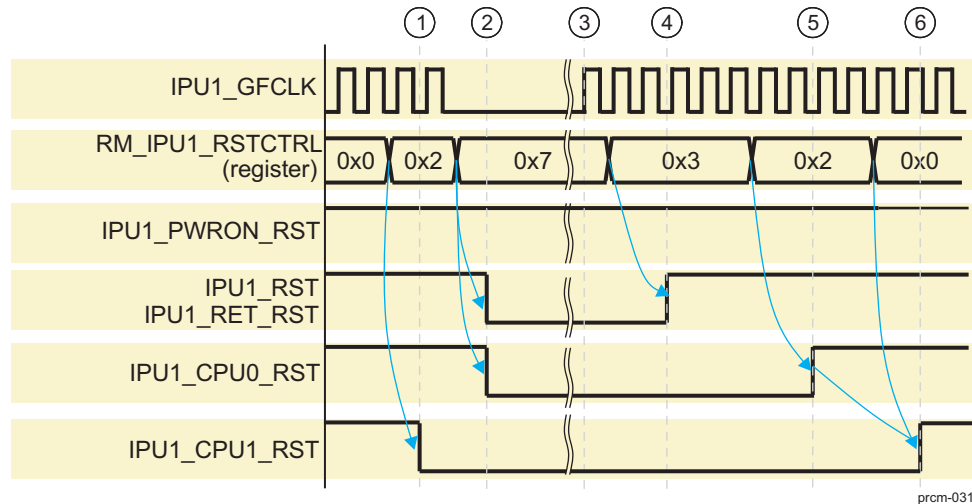 1 2 3 4 5 6
IPU1_GFCLK
RM_IPU1_RSTCTRL
(register)
0x0 0x2 0x7 0x3 0x2 0x0
IPU1_PWRON_RST
IPU1_RST
IPU1_RET_RST
IPU1_CPU0_RST
IPU1_CPU1_RST
prcm-031